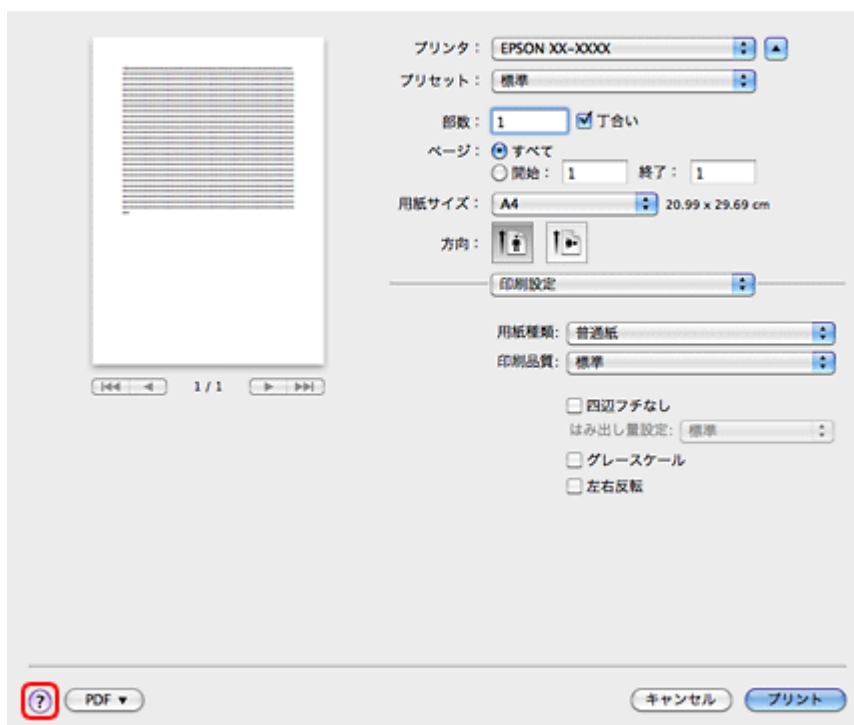 プリンタ： EPSON XX-XXXX
プリセット： 標準
部数： 1 丁合い
ページ： すべて
開始： 1 終了： 1
用紙サイズ： A4 20.99 x 29.69 cm
方向：
印刷設定
用紙種類: 普通紙
印刷品質: 標準
1 / 1
四辺フチなし
はみ出し量設定: 標準
グレースケール
左右反転
? PDF ▼ キャンセル プリント